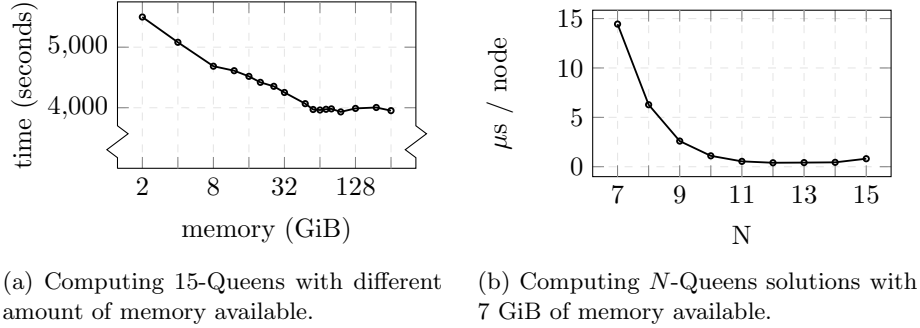 time (seconds)
5,000
4,000
2 8 32 128
memory (GiB)
(a) Computing 15-Queens with different
amount of memory available.
μs / node
15
10
5
0
7 9 11 13 15
N
(b) Computing N-Queens solutions with
7 GiB of memory available.